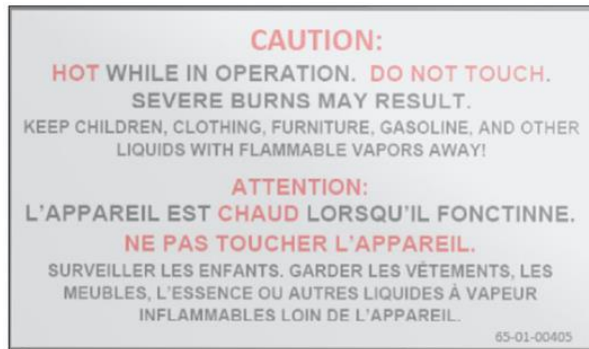 CAUTION:
HOT WHILE IN OPERATION. DO NOT TOUCH.
SEVERE BURNS MAY RESULT.
KEEP CHILDREN, CLOTHING, FURNITURE, GASOLINE, AND OTHER
LIQUIDS WITH FLAMMABLE VAPORS AWAY!
ATTENTION:
L'APPAREIL EST CHAUD LORSQU'IL FONCTINNE.
NE PAS TOUCHER L'APPAREIL.
SURVEILLER LES ENFANTS. GARDER LES VÊTEMENTS, LES
MEUBLES, L'ESSENCE OU AUTRES LIQUIDES À VAPEUR
INFLAMMABLES LOIN DE L'APPAREIL.
65-01-00405